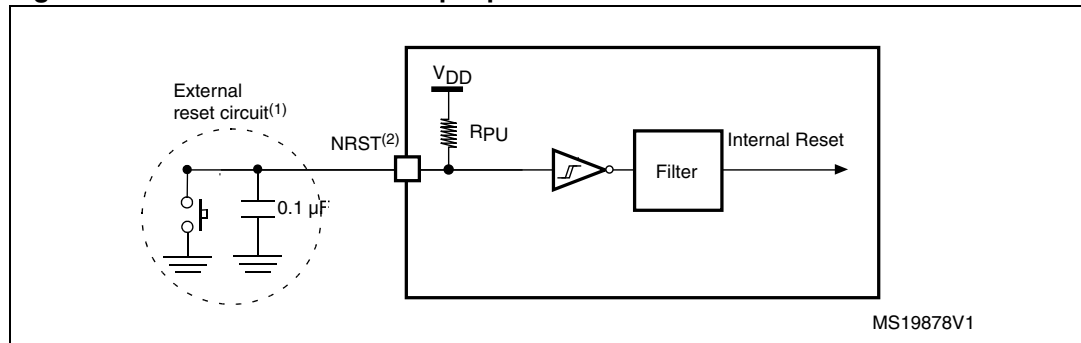 VDD
External
reset circuit(1)
NRST(2)
RPU
Internal Reset
Filter
0.1 µF
MS19878V1